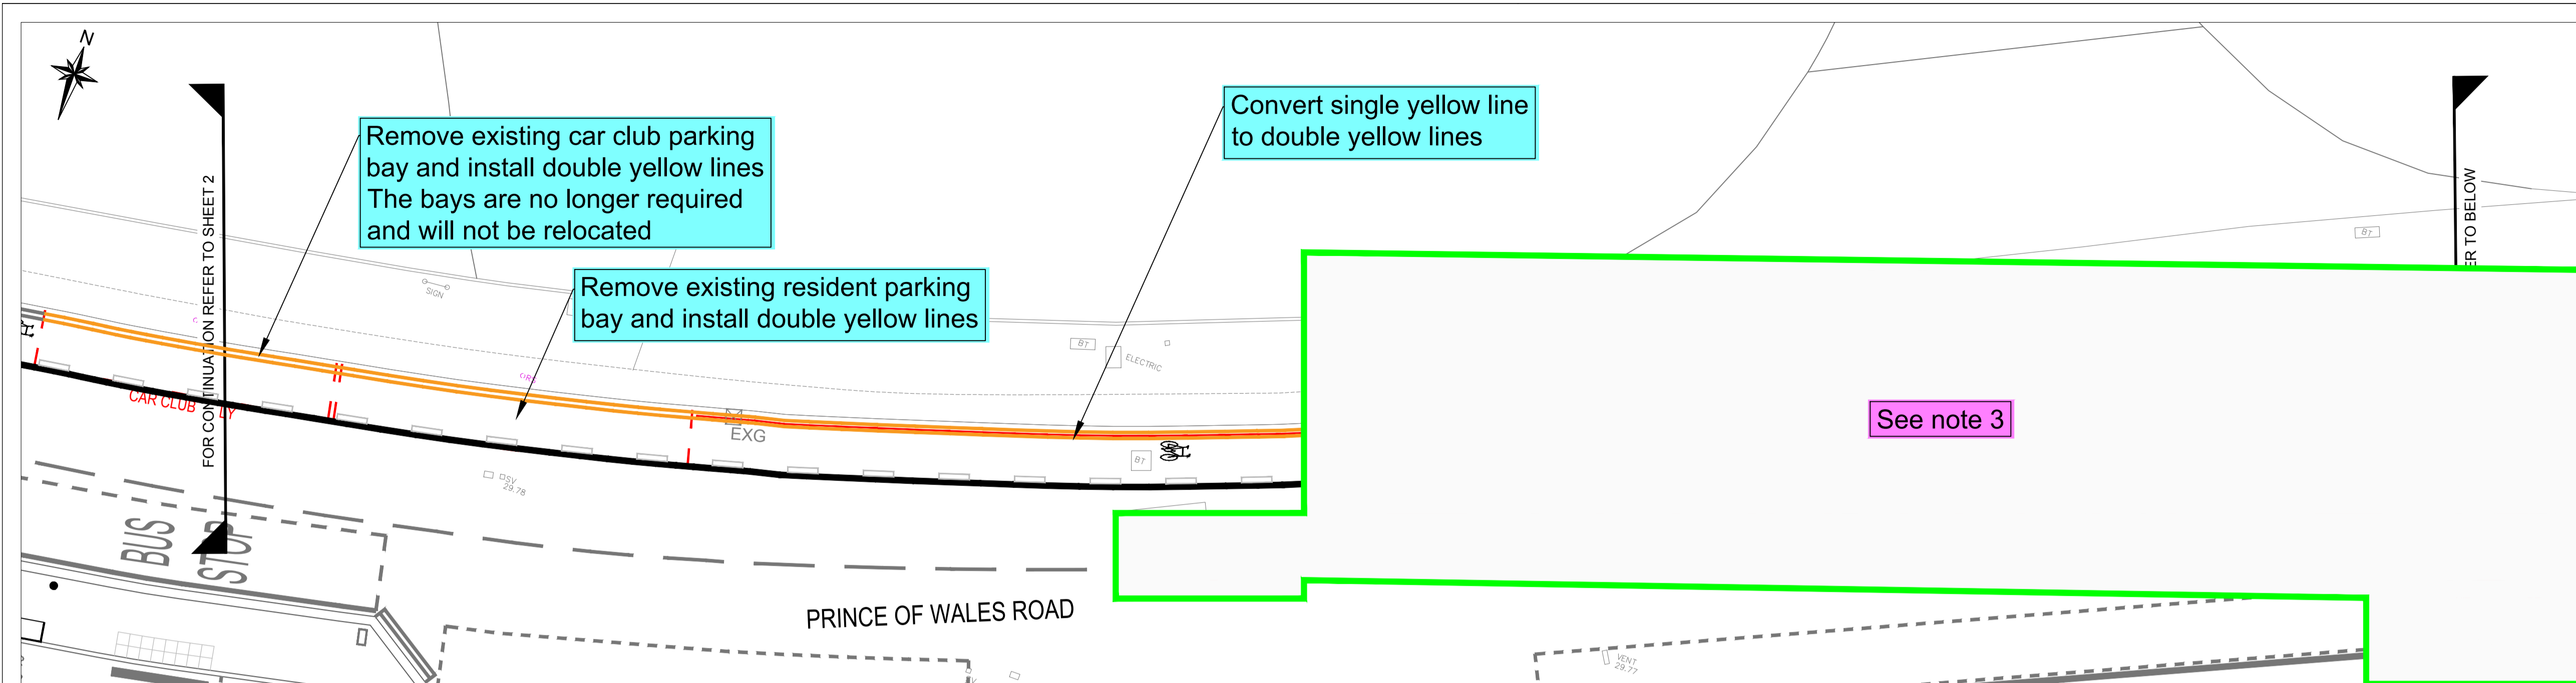 N
FOR CONTINUATION REFER TO SHEET 2
Remove existing car club parking
bay and install double yellow lines
The bays are no longer required
and will not be relocated
Remove existing resident parking
bay and install double yellow lines
Convert single yellow line
to double yellow lines
TO BELOW
BT
SIGN
BT
ELECTRIC
CAR CLUB
EXG
BT
SV
29.78
BUS
STOP
See note 3
PRINCE OF WALES ROAD
VENT
29.77